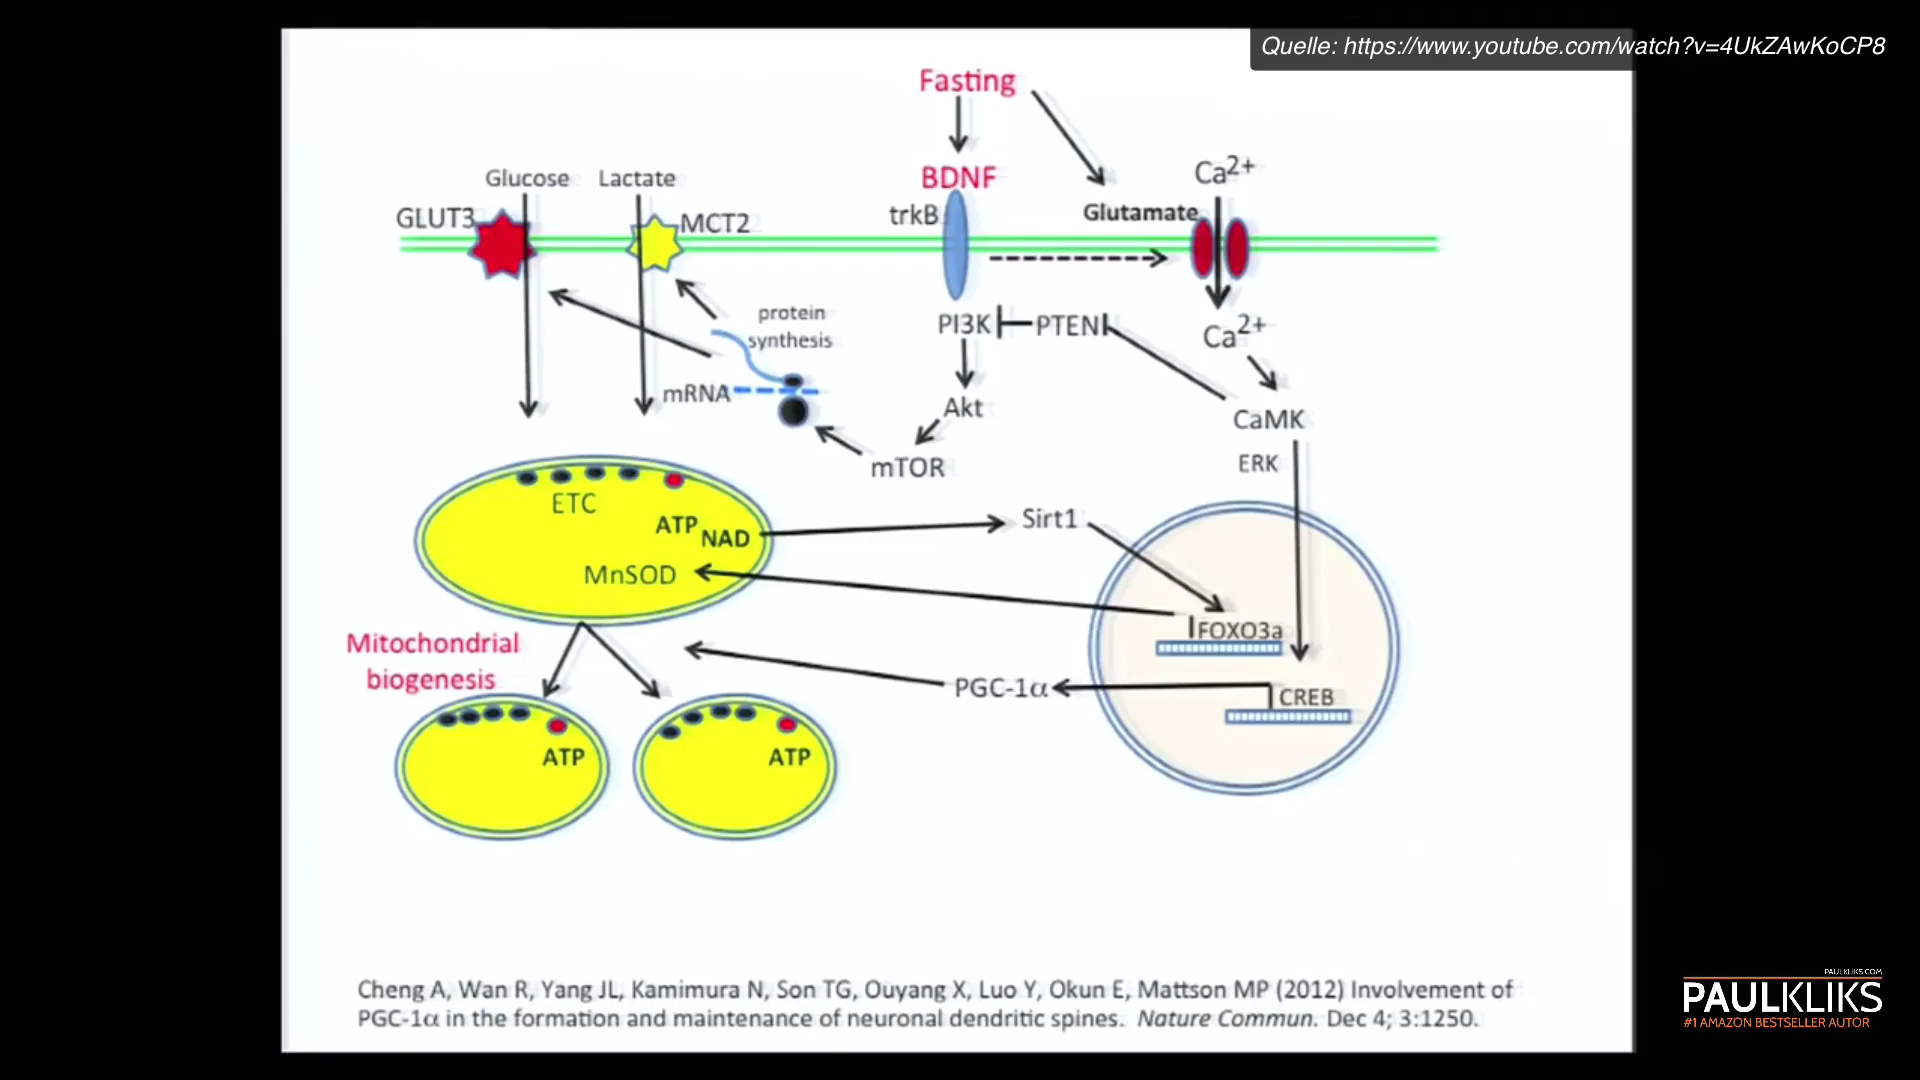 Quelle: https://www.youtube.com/watch?v=4UkZAwKoCP8
Fasting
BDNF
Ca2+
Glucose Lactate
GLUT3
MCT2
trkB
Glutamate
protein
synthesis
PI3K
PTEN
Ca2+
mRNA
Akt
CaMK
mTOR
ERK
ETC
ATP
NAD
Sirt1
MnSOD
FOXO3a
Mitochondrial
biogenesis
PGC-1α
CREB
ATP
ATP
Cheng A, Wan R, Yang JL, Kamimura N, Son TG, Ouyang X, Luo Y, Okun E, Mattson MP (2012) Involvement of
PGC-1α in the formation and maintenance of neuronal dendritic spines. Nature Commun. Dec 4; 3:1250.
PAULKLIKS.COM
PAULKLIKS
#1 AMAZON BESTSELLER AUTOR